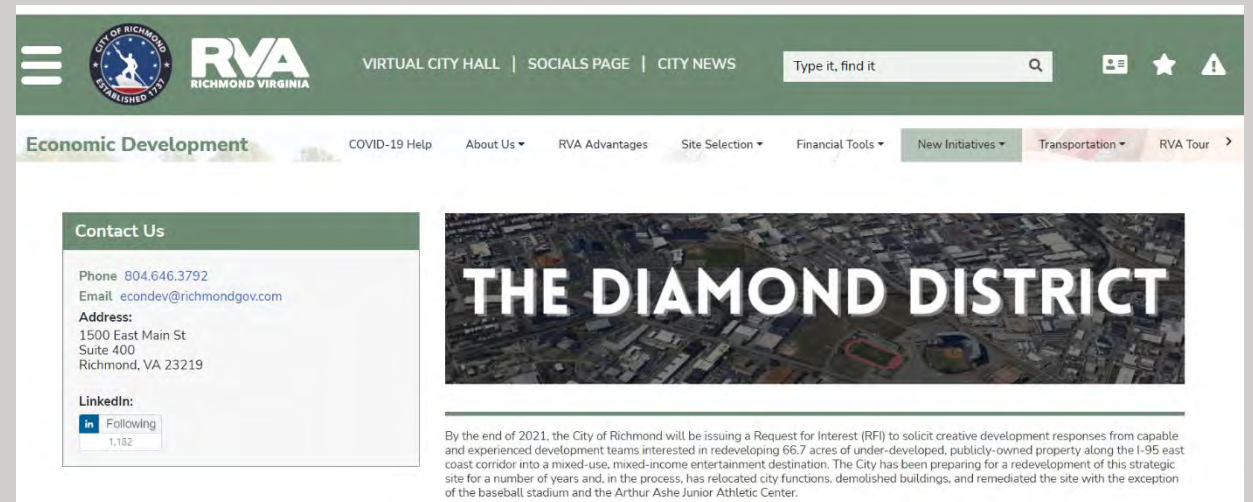 CITY OF RICHMOND
ESTABLISHED 1737
RVA
RICHMOND VIRGINIA
VIRTUAL CITY HALL | SOCIALS PAGE | CITY NEWS
Type it, find it
Economic Development
COVID-19 Help About Us RVA Advantages Site Selection Financial Tools New Initiatives Transportation RVA Tour
Contact Us
Phone 804.646.3792
Email econdev@richmondgov.com
Address:
1500 East Main St
Suite 400
Richmond, VA 23219
LinkedIn:
in Following
1,182
THE DIAMOND DISTRICT
By the end of 2021, the City of Richmond will be issuing a Request for Interest (RFI) to solicit creative development responses from capable
and experienced development teams interested in redeveloping 66.7 acres of under-developed, publicly-owned property along the I-95 east
coast corridor into a mixed-use, mixed-income entertainment destination. The City has been preparing for a redevelopment of this strategic
site for a number of years and, in the process, has relocated city functions, demolished buildings, and remediated the site with the exception
of the baseball stadium and the Arthur Ashe Junior Athletic Center.